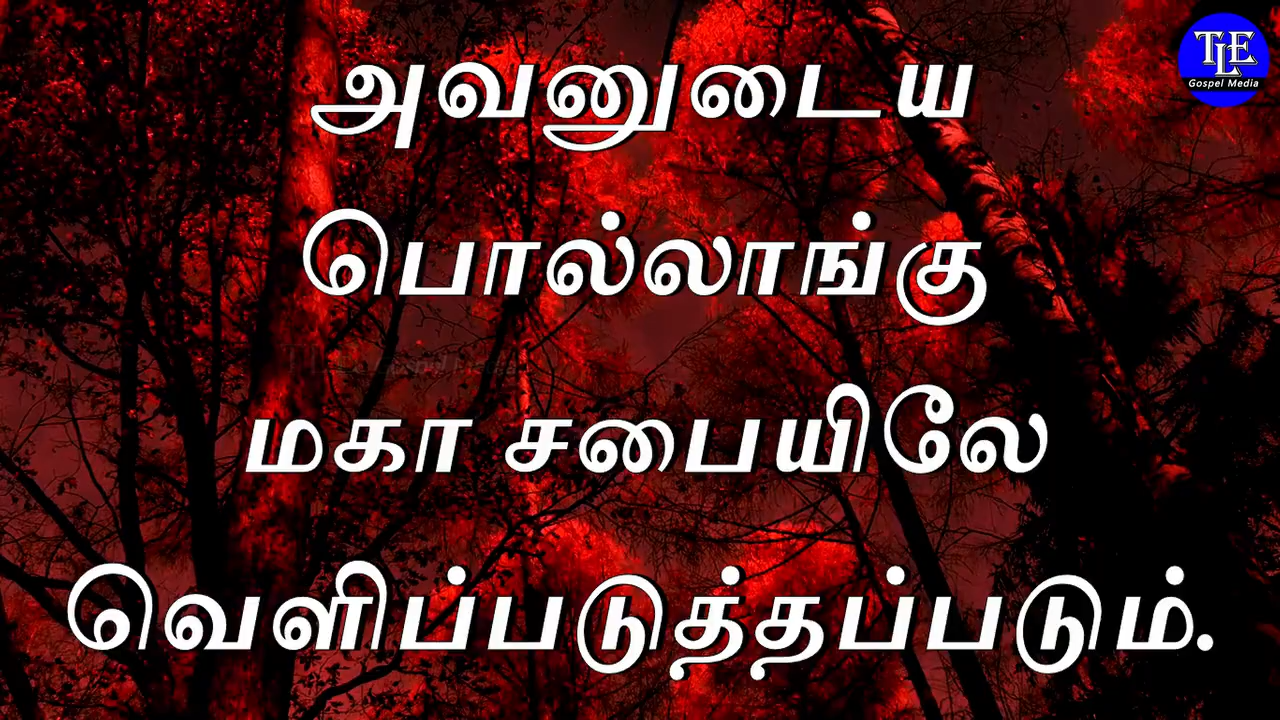 அவனுடைய
பொல்லாங்கு
மகா சபையிலே
வெளிப்படுத்தப்படும்.
TLE
Gospel Media